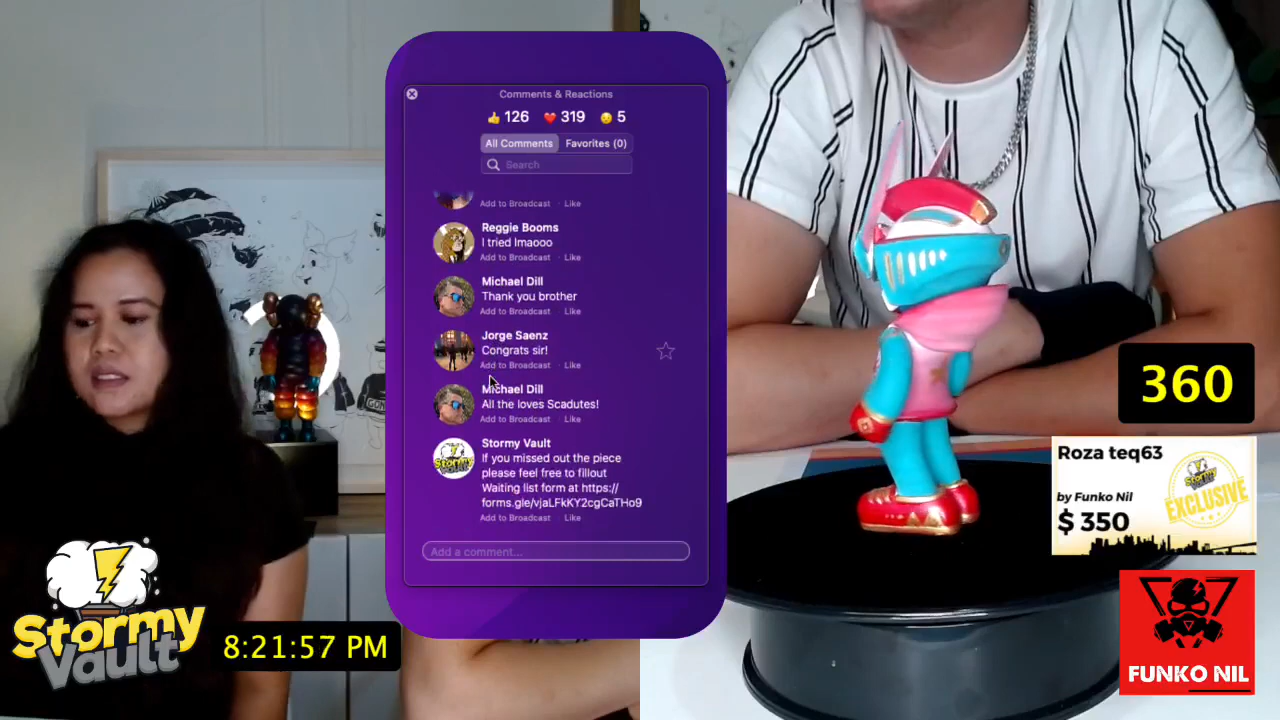 Comments & Reactions
126 319 5
All Comments Favorites (0)
Search
Add to Broadcast · Like
Reggie Booms
I tried lmaooo
Add to Broadcast · Like
Michael Dill
Thank you brother
Add to Broadcast · Like
Jorge Saenz
Congrats sir!
Add to Broadcast · Like
Michael Dill
All the loves Scadutes!
Add to Broadcast · Like
Stormy Vault
If you missed out the piece
please feel free to fillout
Waiting list form at https://
forms.gle/vjaLFkKY2cgCaTHo9
Add to Broadcast · Like
Add a comment...
Stormy
Vault
8:21:57 PM
360
Roza teq63
by Funko Nil
$ 350
Stormy
Vault
EXCLUSIVE
FUNKO NIL